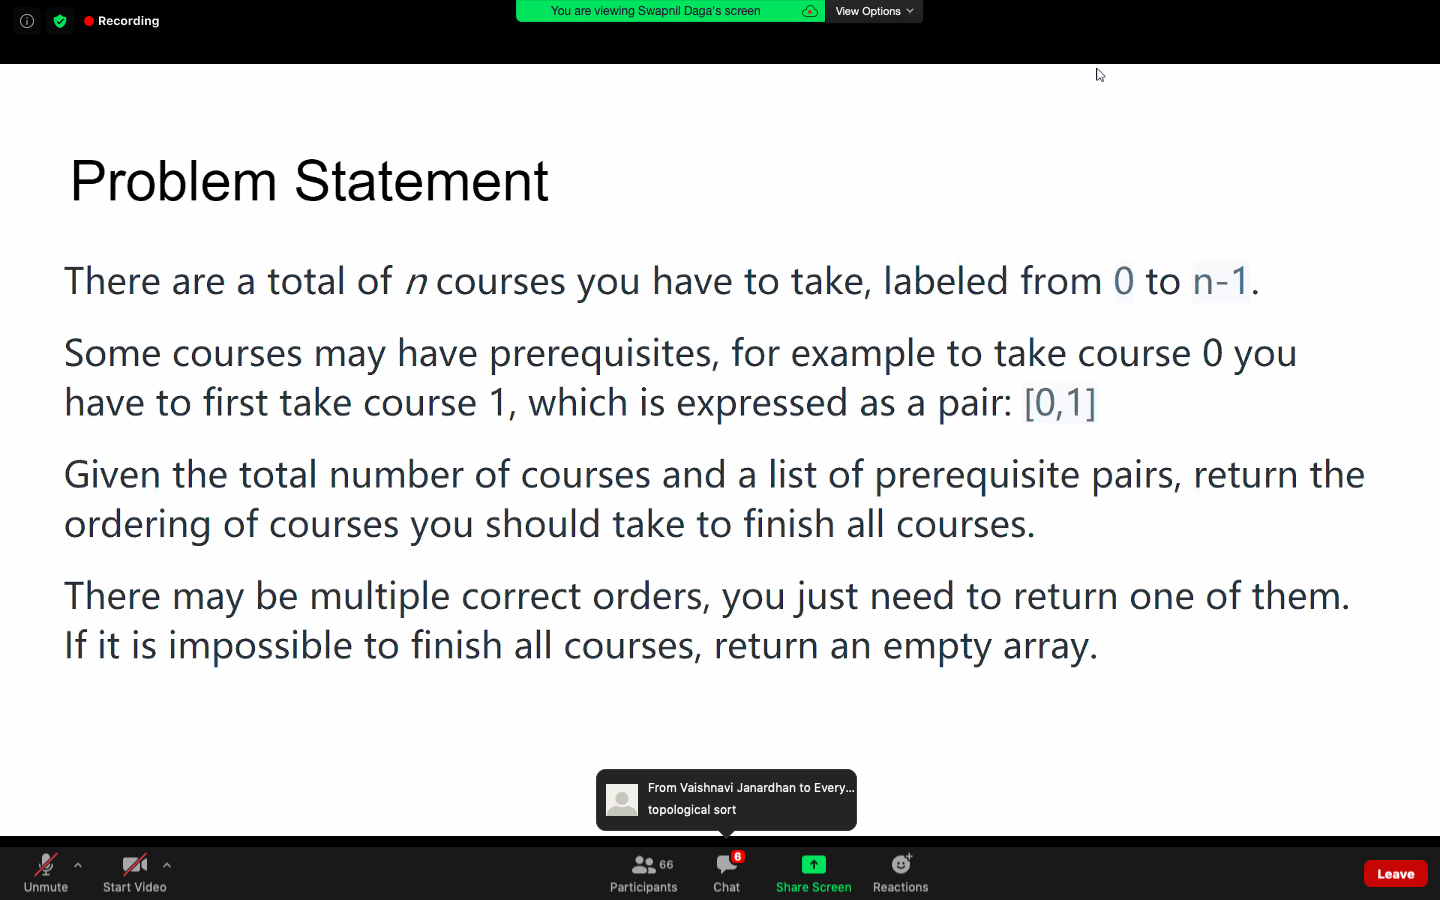 Recording
You are viewing Swapnil Daga's screen
View Options
Problem Statement
There are a total of n courses you have to take, labeled from 0 to n-1.
Some courses may have prerequisites, for example to take course 0 you
have to first take course 1, which is expressed as a pair: [0,1]
Given the total number of courses and a list of prerequisite pairs, return the
ordering of courses you should take to finish all courses.
There may be multiple correct orders, you just need to return one of them.
If it is impossible to finish all courses, return an empty array.
From Vaishnavi Janardhan to Every...
topological sort
66
6
Unmute
Start Video
Participants
Chat
Share Screen
Reactions
Leave